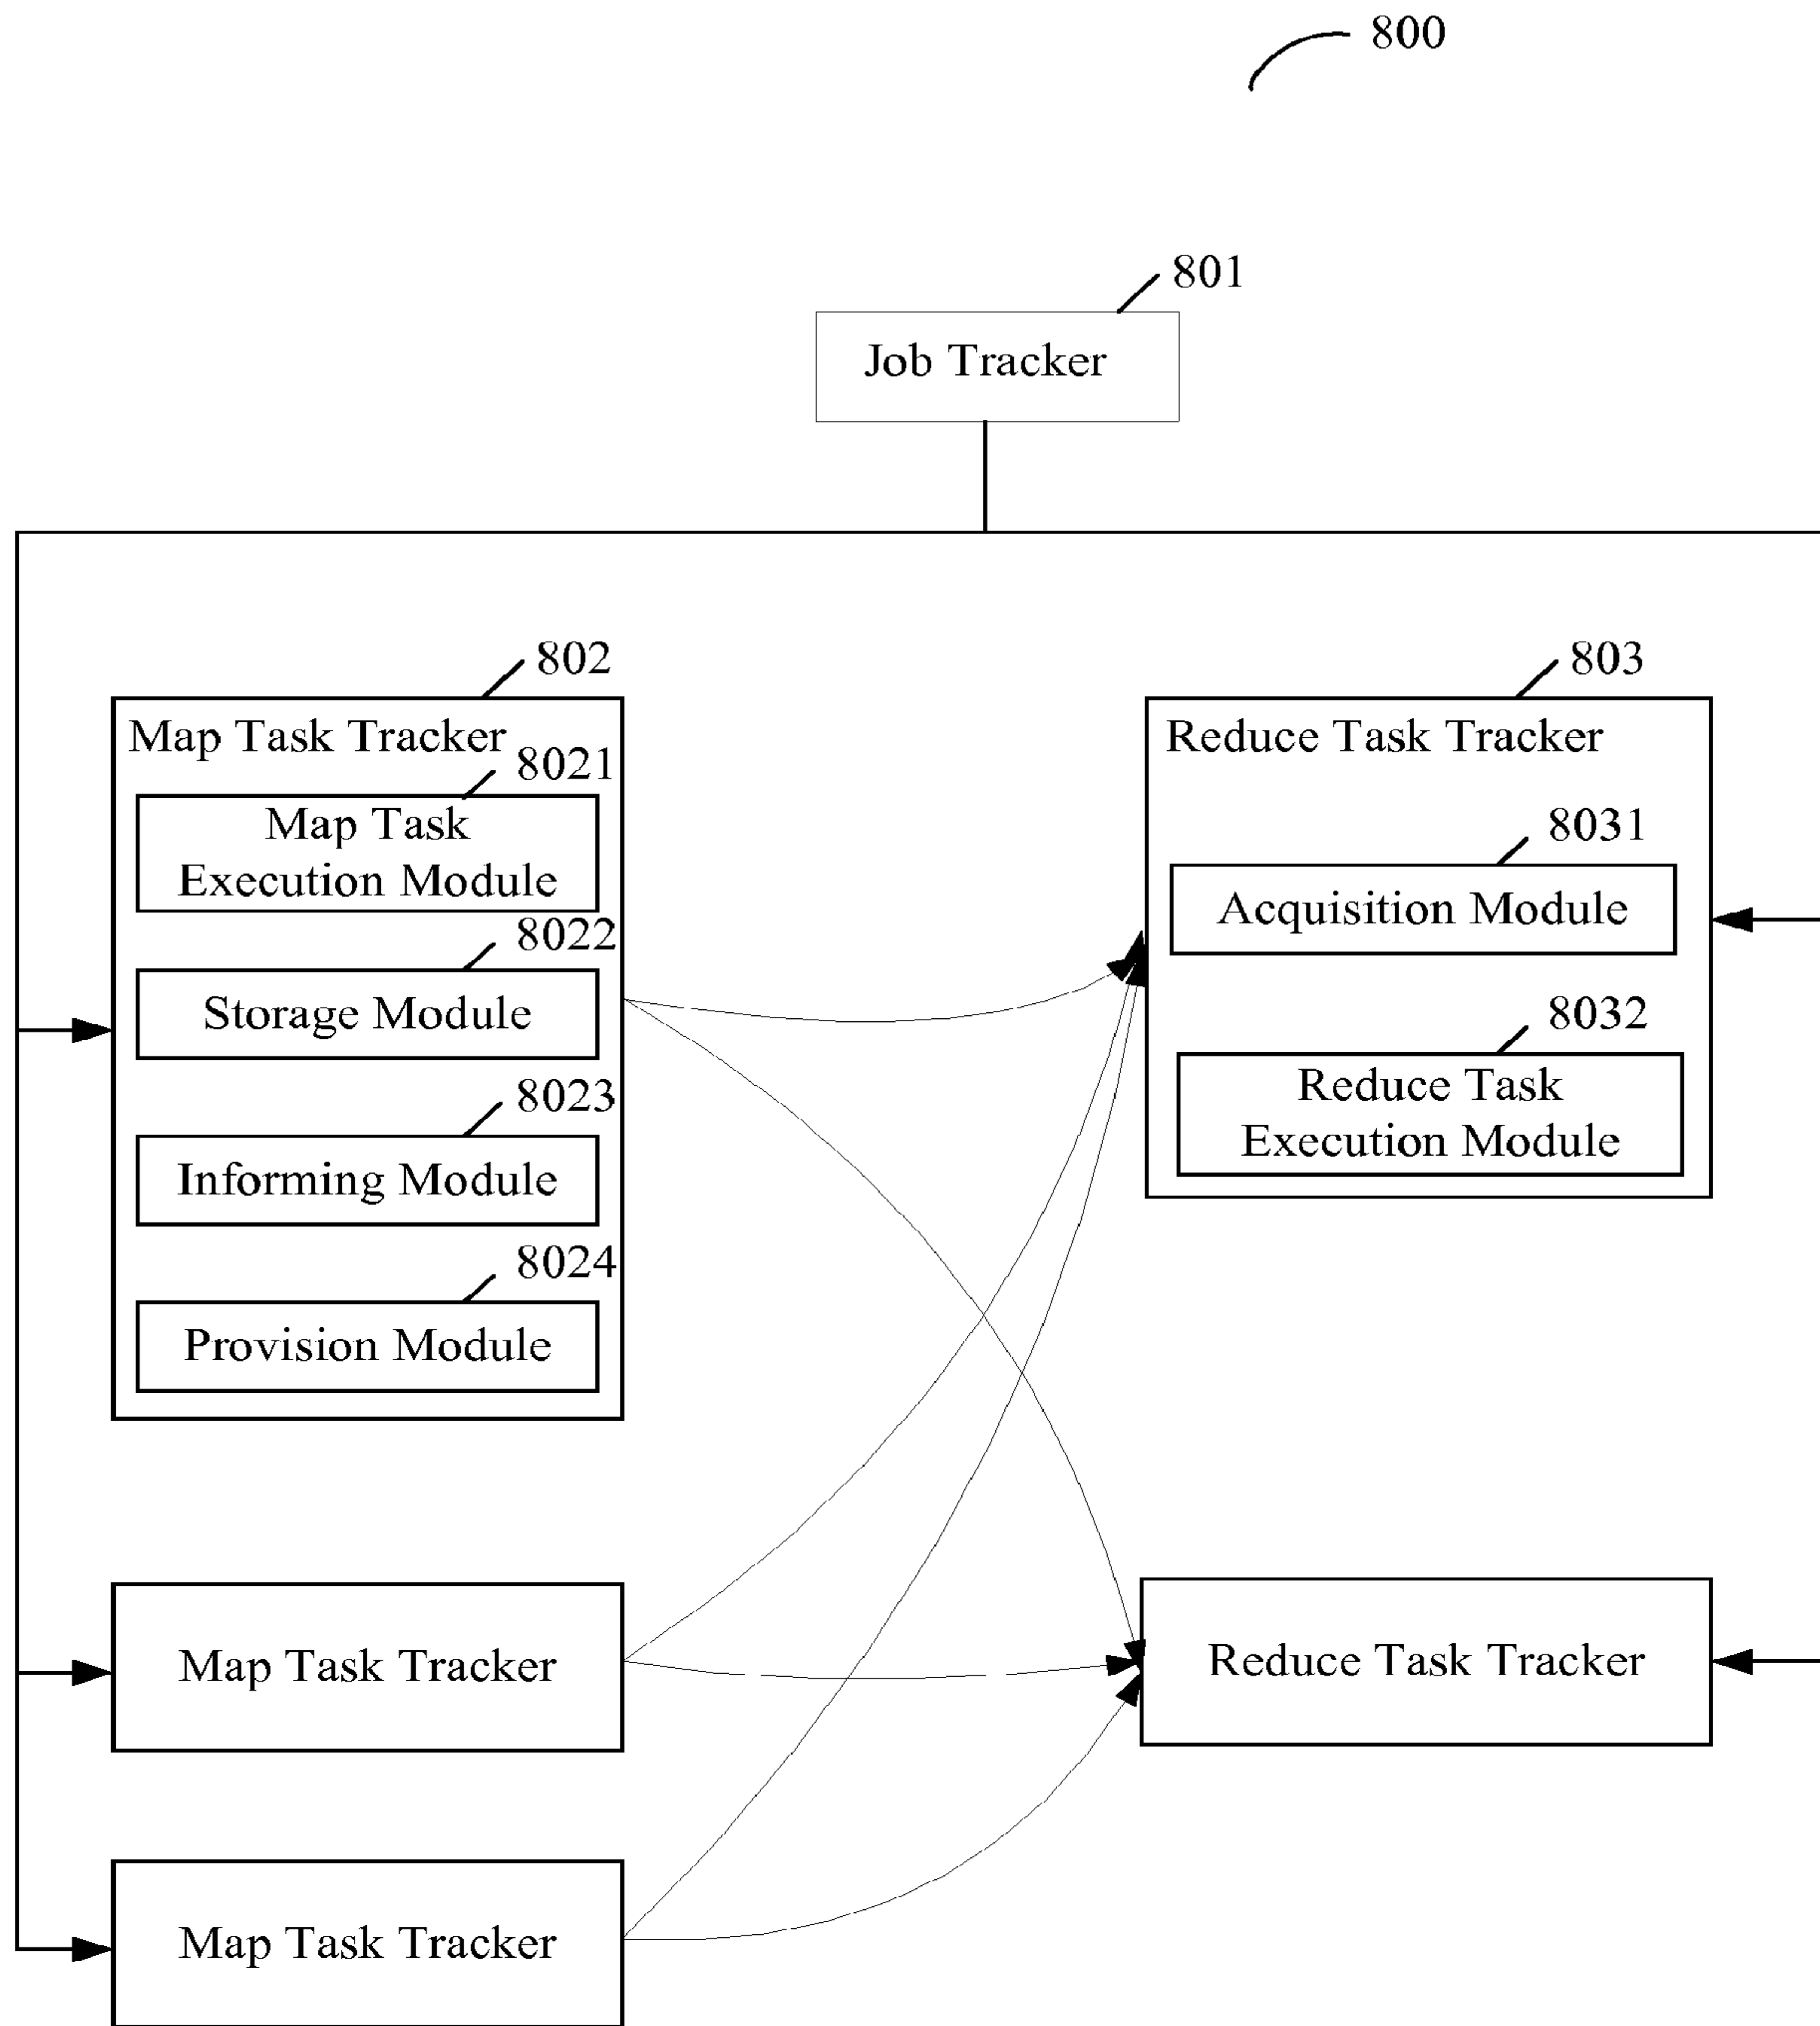 800
801
Job Tracker
802
Map Task Tracker
8021
Map Task
Execution Module
8022
Storage Module
8023
Informing Module
8024
Provision Module
803
Reduce Task Tracker
8031
Acquisition Module
8032
Reduce Task
Execution Module
Map Task Tracker
Reduce Task Tracker
Map Task Tracker